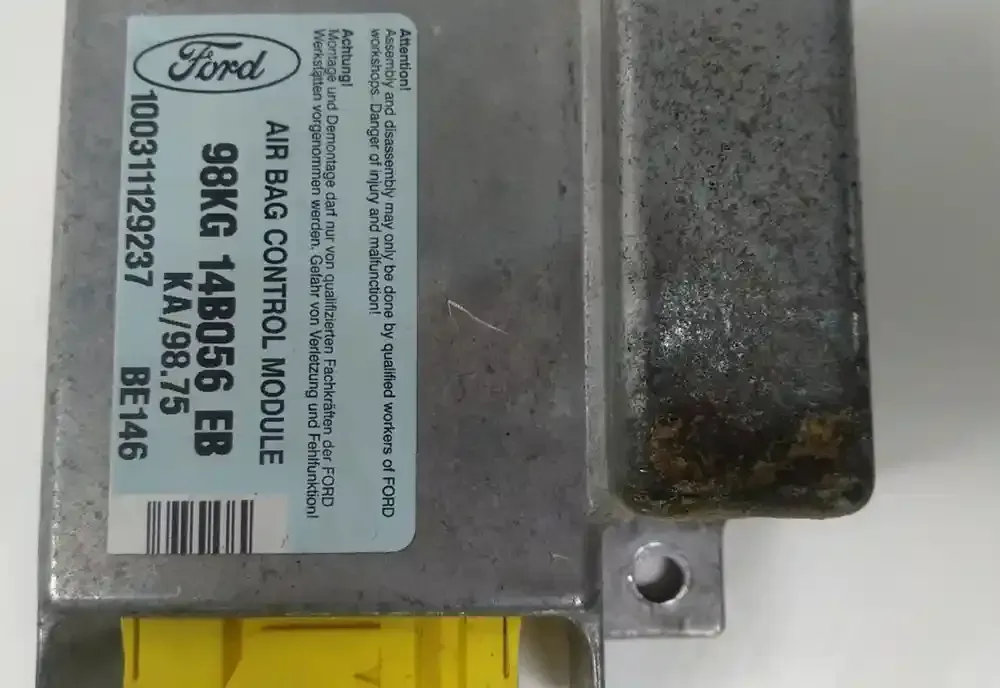 Attention!
Assembly and disassembly may only be done by qualified workers of FORD
workshops. Danger of injury and malfunction!
Achtung!
Montage und Demontage darf nur von qualifizierten Fachkräften der FORD
Werkstätten vorgenommen werden. Gefahr von Verletzung und Fehlfunktion!
Ford
AIR BAG CONTROL MODULE
98KG 14B056 EB
KA/98.75
1003111129237 BE146